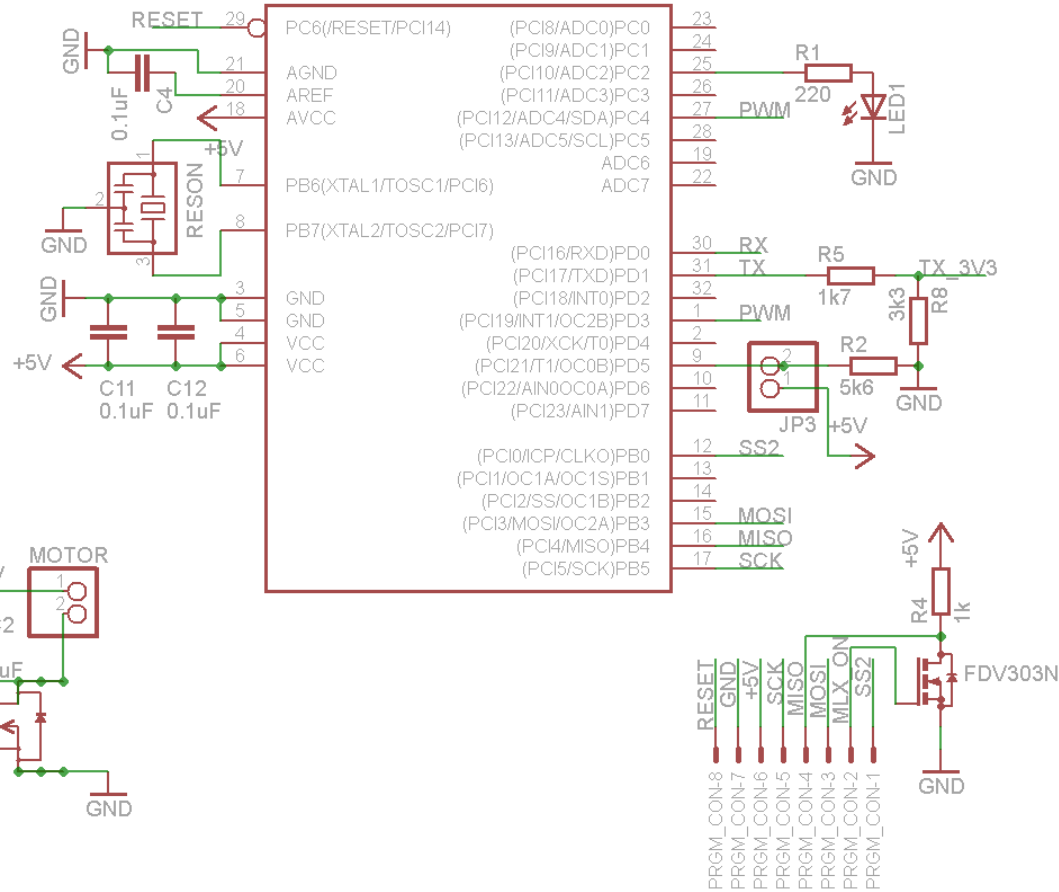 RESET
29
PC6(/RESET/PCI14)
(PCI8/ADC0)PC0
23
(PCI9/ADC1)PC1
24
GND
21
AGND
(PCI10/ADC2)PC2
25
R1
220
LED1
GND
20
AREF
(PCI11/ADC3)PC3
26
0.1uF
C4
18
AVCC
+5V
(PCI12/ADC4/SDA)PC4
27
PWM
(PCI13/ADC5/SCL)PC5
28
ADC6
19
ADC7
22
1
2
3
RESON
GND
7
PB6(XTAL1/TOSC1/PCI6)
8
PB7(XTAL2/TOSC2/PCI7)
(PCI16/RXD)PD0
30
RX
(PCI17/TXD)PD1
31
TX
R5
1k7
TX_3V3
3k3
R8
GND
3
GND
(PCI18/INT0)PD2
32
5
GND
(PCI19/INT1/OC2B)PD3
1
PWM
4
VCC
(PCI20/XCK/T0)PD4
2
+5V
6
VCC
(PCI21/T1/OC0B)PD5
9
2
1
R2
5k6
GND
C11
0.1uF
C12
0.1uF
(PCI22/AIN0OC0A)PD6
10
(PCI23/AIN1)PD7
11
JP3
+5V
(PCI0/ICP/CLKO)PB0
12
SS2
(PCI1/OC1A/OC1S)PB1
13
(PCI2/SS/OC1B)PB2
14
(PCI3/MOSI/OC2A)PB3
15
MOSI
(PCI4/MISO)PB4
16
MISO
(PCI5/SCK)PB5
17
SCK
MOTOR
1
2
uF
GND
+5V
R4
1k
FDV303N
GND
RESET
GND
+5V
SCK
MISO
MOSI
MLX_ON
SS2
PRGM_CON-8
PRGM_CON-7
PRGM_CON-6
PRGM_CON-5
PRGM_CON-4
PRGM_CON-3
PRGM_CON-2
PRGM_CON-1